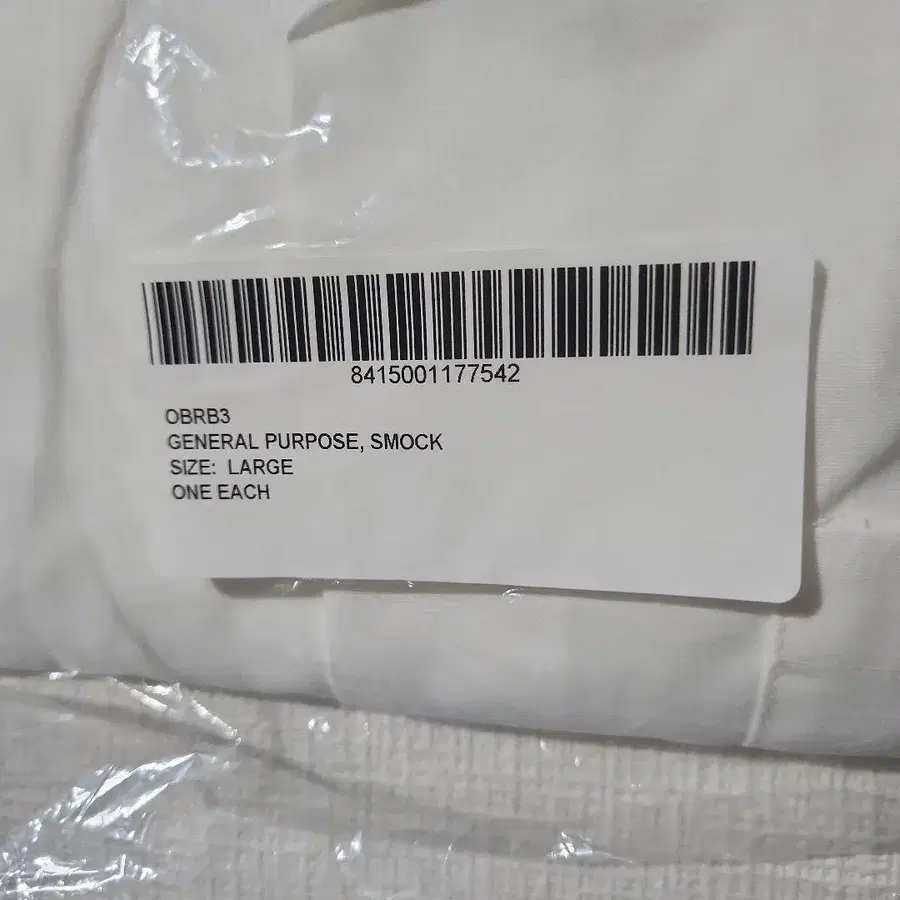 8415001177542
OBRB3
GENERAL PURPOSE, SMOCK
SIZE: LARGE
ONE EACH